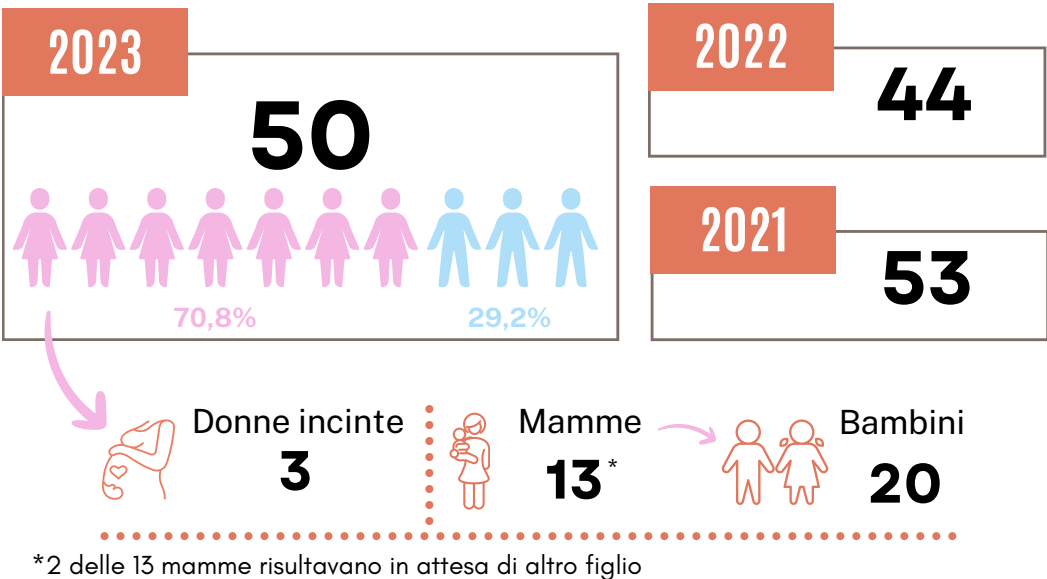 2023
50
70,8%
29,2%
2022
44
2021
53
Donne incinte
3
Mamme
13*
Bambini
20
*2 delle 13 mamme risultavano in attesa di altro figlio